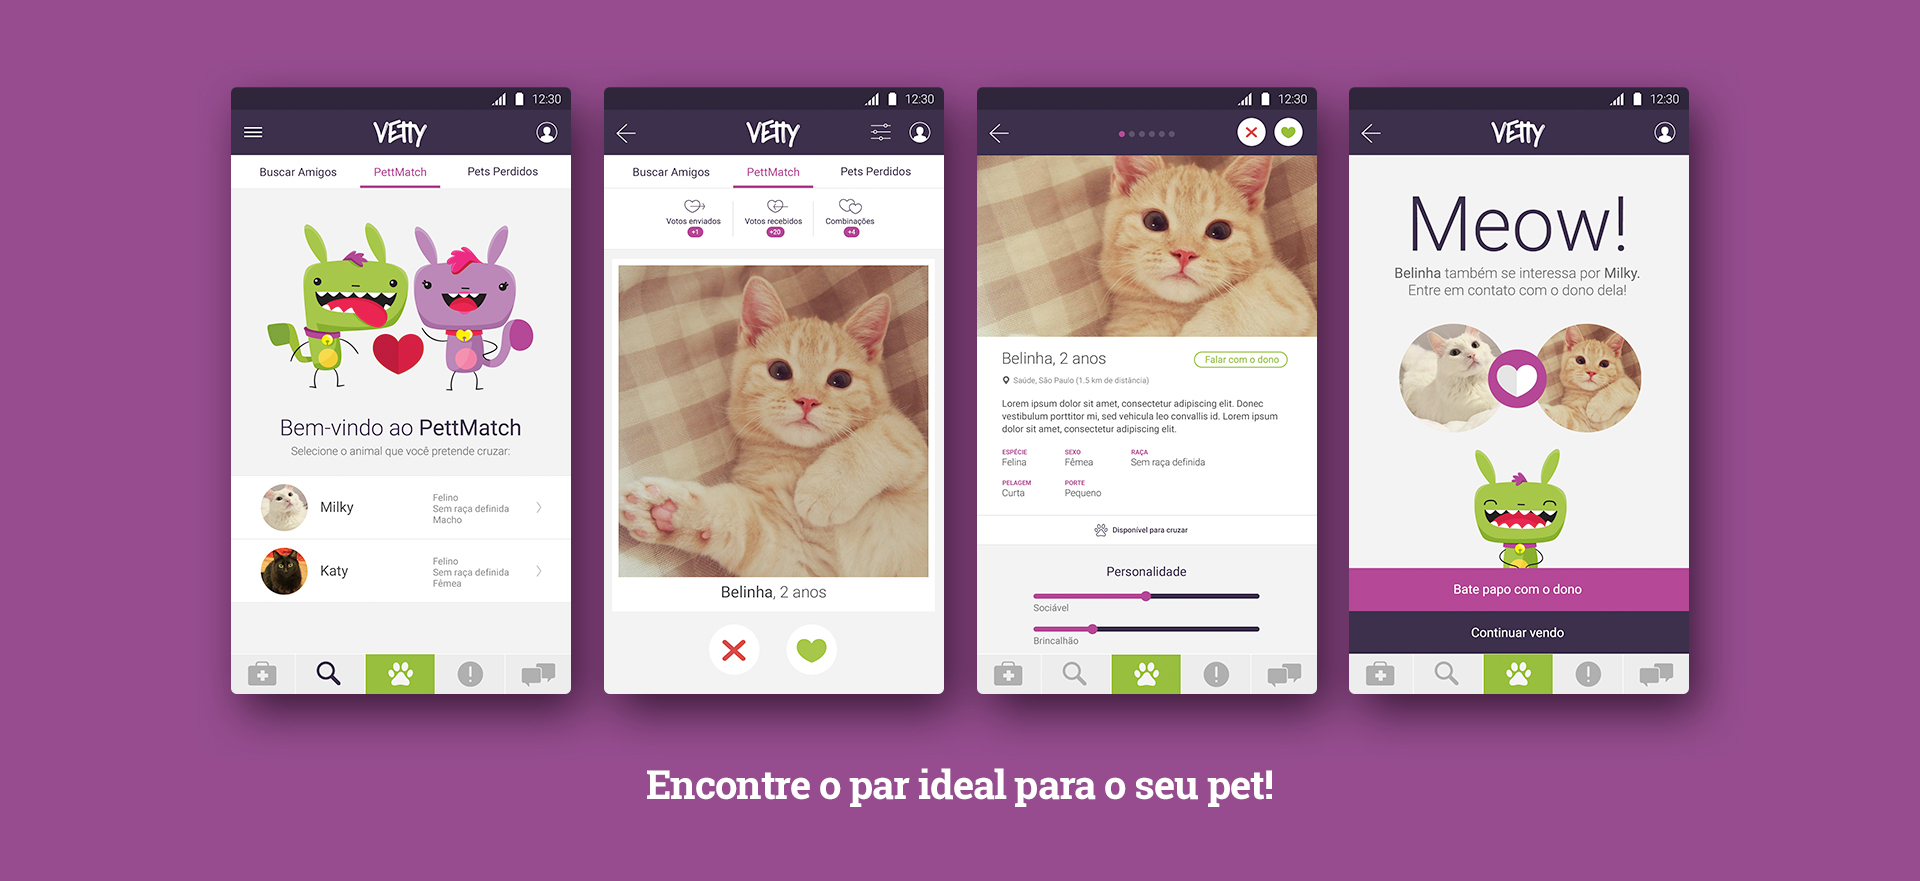 12:30
VEttY
Buscar Amigos
PettMatch
Pets Perdidos
Bem-vindo ao PettMatch
Selecione o animal que você pretende cruzar:
Milky
Felino
Sem raça definida
Macho
Katy
Felino
Sem raça definida
Fêmea
12:30
VEttY
Buscar Amigos
PettMatch
Pets Perdidos
Votos enviados
+1
Votos recebidos
+20
Combinações
+4
Belinha, 2 anos
12:30
Belinha, 2 anos
Falar com o dono
Saúde, São Paulo (1.5 km de distância)
Lorem ipsum dolor sit amet, consectetur adipiscing elit. Donec
vestibulum porttitor mi, sed vehicula leo convallis id. Lorem ipsum
dolor sit amet, consectetur adipiscing elit.
ESPÉCIE
Felina
SEXO
Fêmea
RAÇA
Sem raça definida
PELAGEM
Curta
PORTE
Pequeno
Disponível para cruzar
Personalidade
Sociável
Brincalhão
12:30
VEttY
Meow!
Belinha também se interessa por Milky.
Entre em contato com o dono dela!
Bate papo com o dono
Continuar vendo
Encontre o par ideal para o seu pet!